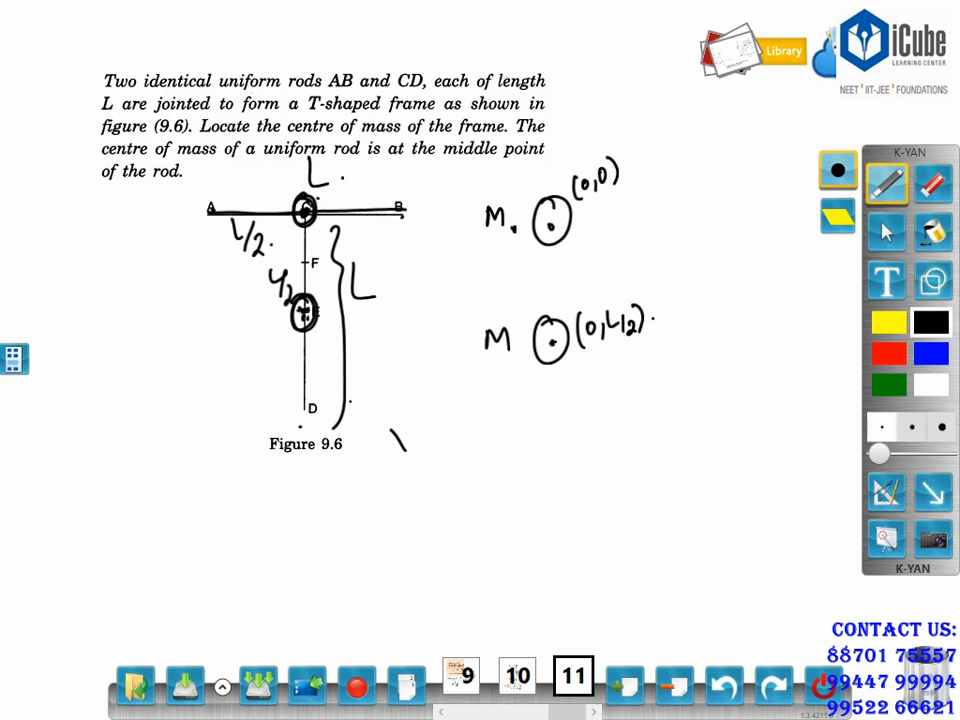 Library
iCube
LEARNING CENTER
NEET | IIT-JEE | FOUNDATIONS
Two identical uniform rods AB and CD, each of length
L are jointed to form a T-shaped frame as shown in
figure (9.6). Locate the centre of mass of the frame. The
centre of mass of a uniform rod is at the middle point
of the rod.
L
A
B
L/2
F
L
D
Figure 9.6
M (0,0)
M (0,L/2)
K-YAN
T
K-YAN
9
10
11
CONTACT US:
88701 75557
99447 99994
99522 66621